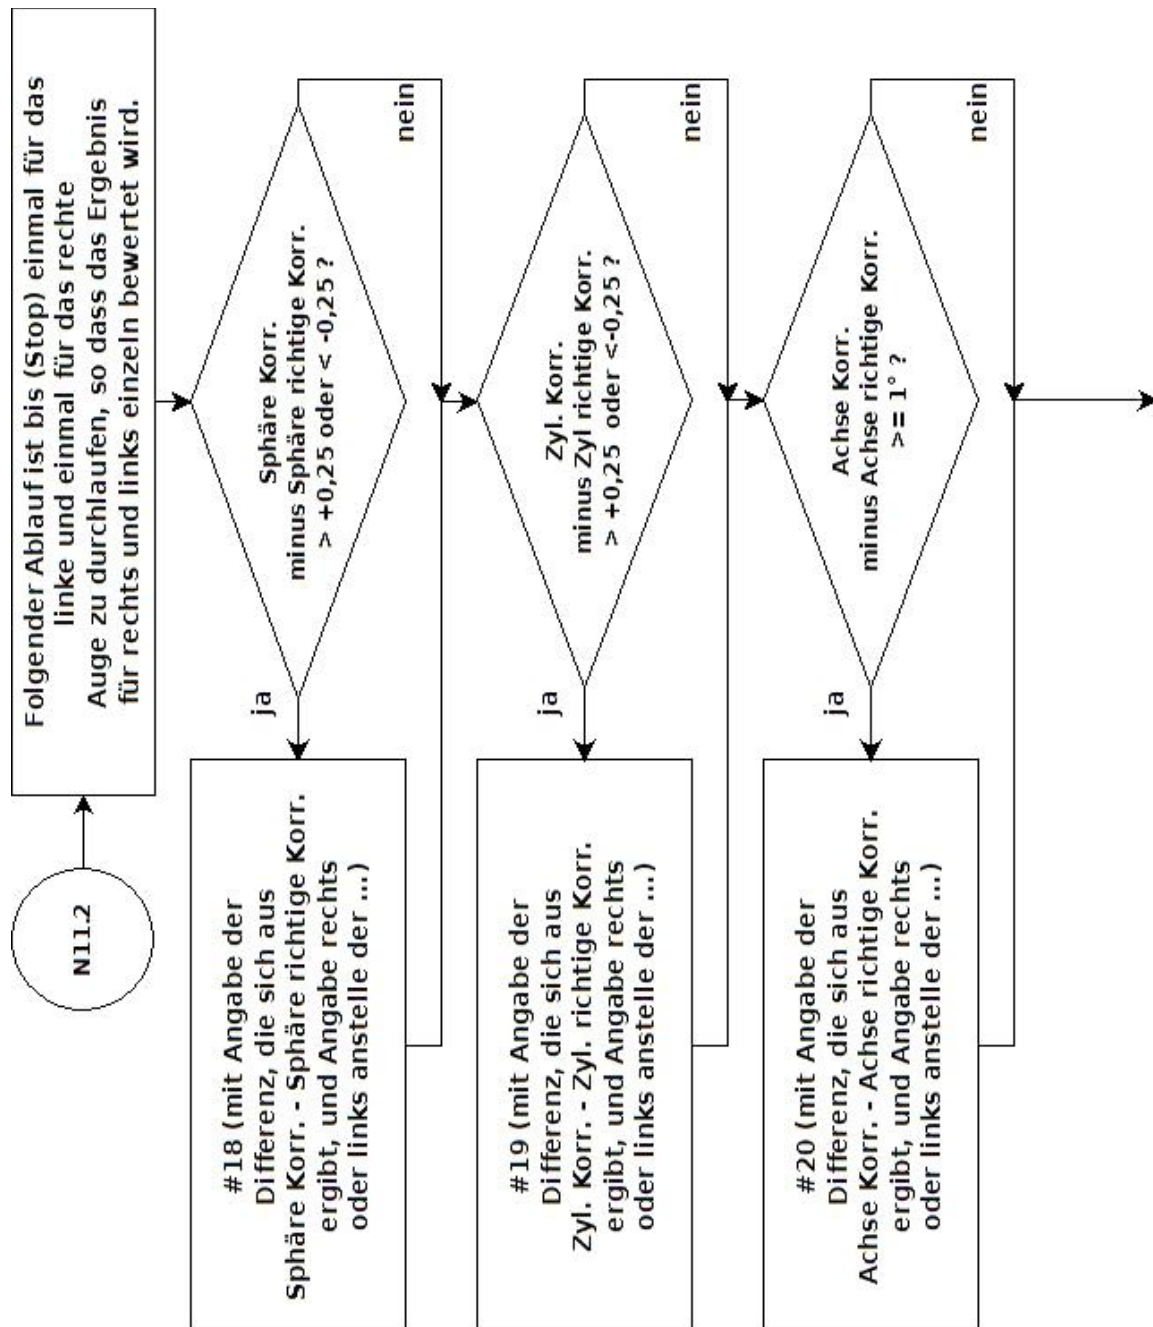 N11.2
Folgender Ablauf ist bis (Stop) einmal für das
linke und einmal für das rechte
Auge zu durchlaufen, so dass das Ergebnis
für rechts und links einzeln bewertet wird.
Sphäre Korr.
minus Sphäre richtige Korr.
> +0,25 oder < -0,25 ?
ja
nein
#18 (mit Angabe der
Differenz, die sich aus
Sphäre Korr. - Sphäre richtige Korr.
ergibt, und Angabe rechts
oder links anstelle der ...)
Zyl. Korr.
minus Zyl richtige Korr.
> +0,25 oder <-0,25 ?
ja
nein
#19 (mit Angabe der
Differenz, die sich aus
Zyl. Korr. - Zyl. richtige Korr.
ergibt, und Angabe rechts
oder links anstelle der ...)
Achse Korr.
minus Achse richtige Korr.
>= 1° ?
ja
nein
#20 (mit Angabe der
Differenz, die sich aus
Achse Korr. - Achse richtige Korr.
ergibt, und Angabe rechts
oder links anstelle der ...)